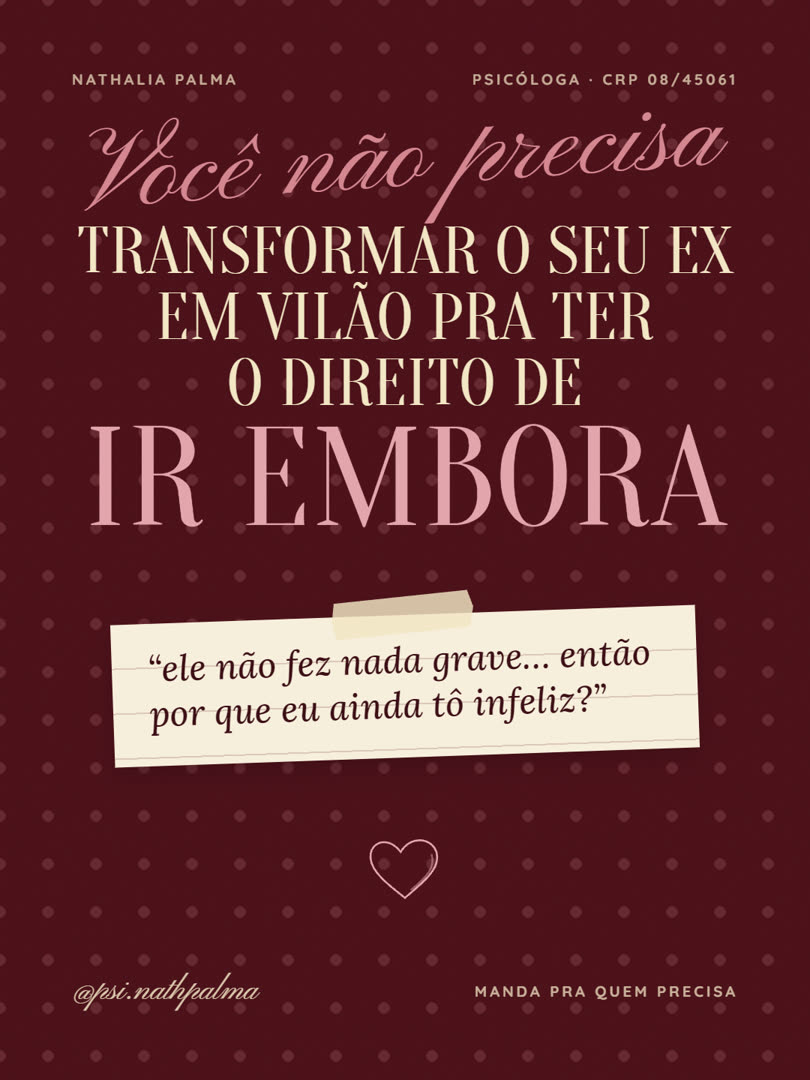 NATHALIA PALMA
PSICÓLOGA · CRP 08/45061
Você não precisa
TRANSFORMAR O SEU EX
EM VILÃO PRA TER
O DIREITO DE
IR EMBORA
“ele não fez nada grave... então
por que eu ainda tô infeliz?”
@psi.nathpalma
MANDA PRA QUEM PRECISA